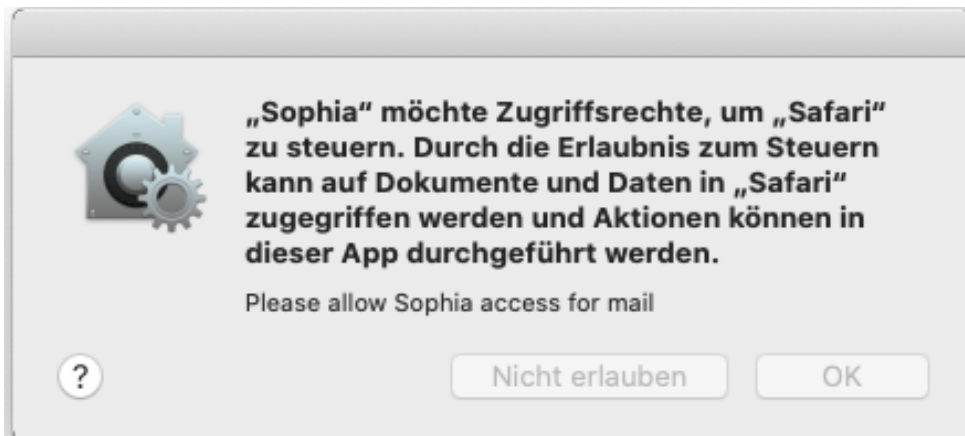 „Sophia“ möchte Zugriffsrechte, um „Safari“
zu steuern. Durch die Erlaubnis zum Steuern
kann auf Dokumente und Daten in „Safari“
zugegriffen werden und Aktionen können in
dieser App durchgeführt werden.
Please allow Sophia access for mail
?
Nicht erlauben
OK